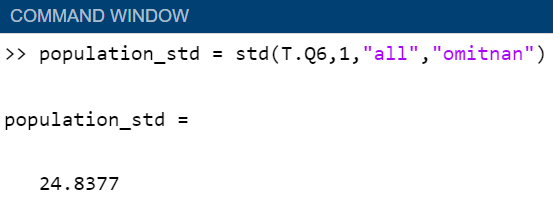 COMMAND WINDOW
>> population_std = std(T.Q6,1,"all","omitnan")
population_std =
24.8377